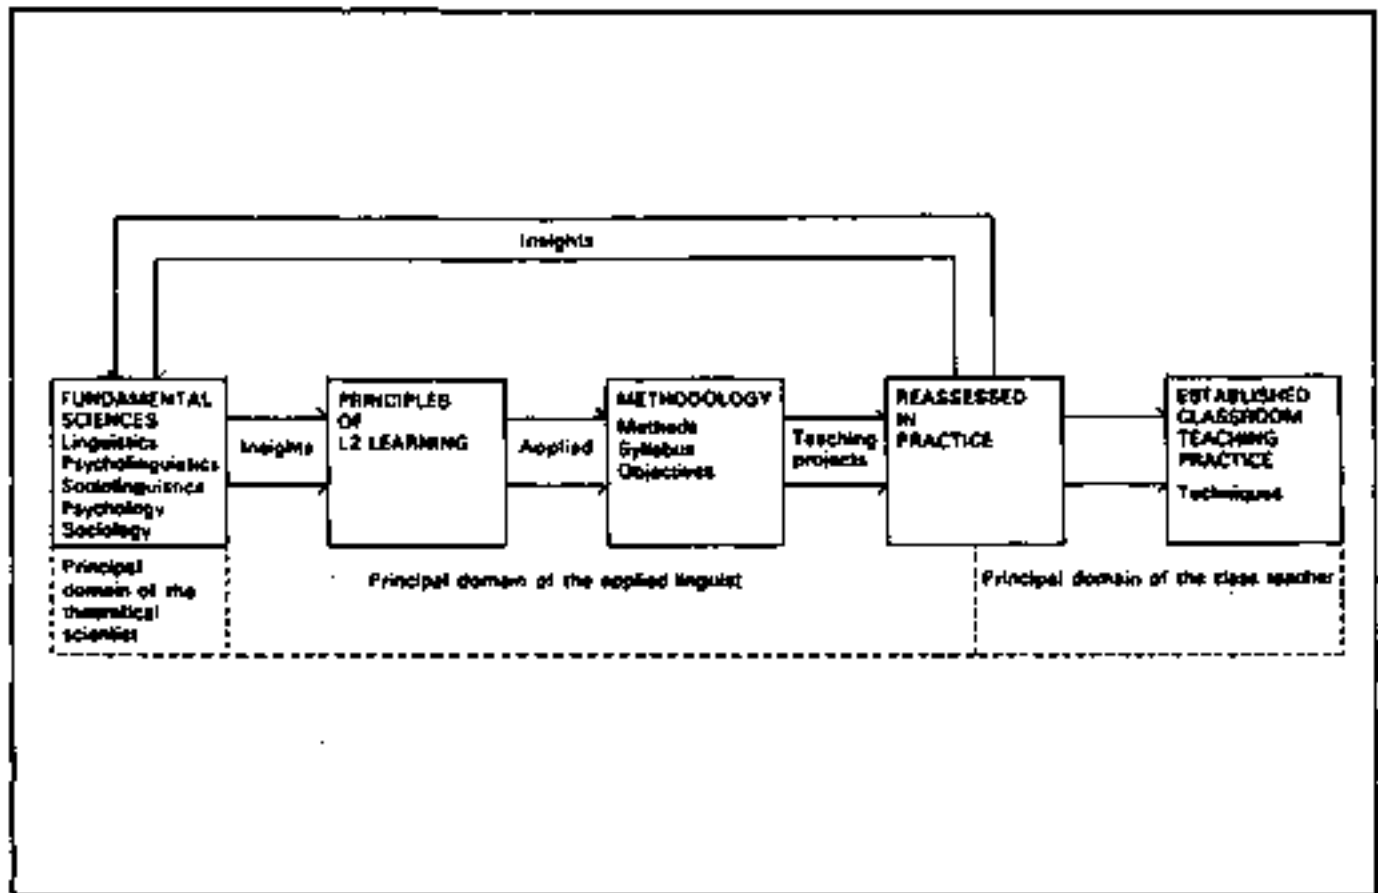 Insights
FUNDAMENTAL
SCIENCES
Linguistics
Psycholinguistics
Sociolinguistics
Psychology
Sociology
Insights
PRINCIPLES
OF
L2 LEARNING
Applied
METHODOLOGY
Methods
Syllabus
Objectives
Teaching
projects
REASSESSED
IN
PRACTICE
ESTABLISHED
CLASSROOM
TEACHING
PRACTICE
Techniques
Principal
domain of the
theoretical
scientist
Principal domain of the applied linguist
Principal domain of the class teacher